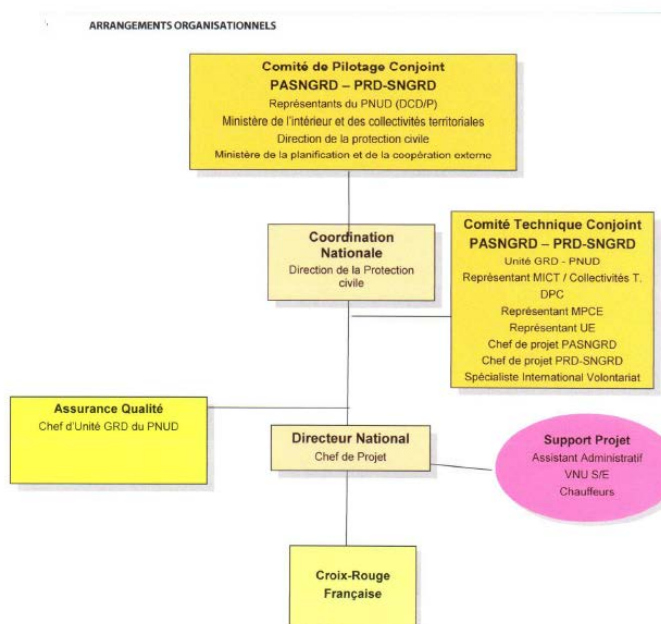 ARRANGEMENTS ORGANISATIONNELS
Comité de Pilotage Conjoint
PASNGRD – PRD-SNGRD
Représentants du PNUD (DCD/P)
Ministère de l'intérieur et des collectivités territoriales
Direction de la protection civile
Ministère de la planification et de la coopération externe
Coordination
Nationale
Direction de la Protection
civile
Comité Technique Conjoint
PASNGRD – PRD-SNGRD
Unité GRD - PNUD
Représentant MICT / Collectivités T.
DPC
Représentant MPCE
Représentant UE
Chef de projet PASNGRD
Chef de projet PRD-SNGRD
Spécialiste International Volontariat
Assurance Qualité
Chef d'Unité GRD du PNUD
Directeur National
Chef de Projet
Support Projet
Assistant Administratif
VNU S/E
Chauffeurs
Croix-Rouge
Française